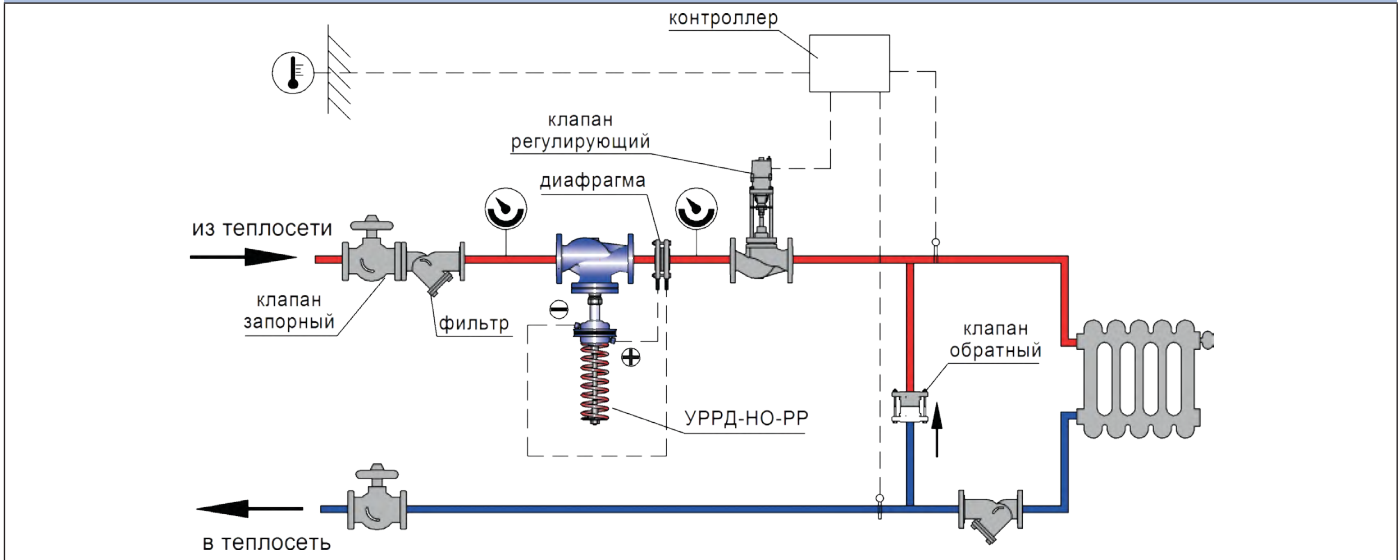 контроллер
клапан
регулирующий
диафрагма
из теплосети
клапан
запорный
фильтр
клапан
обратный
УРРД-НО-РР
в теплосеть